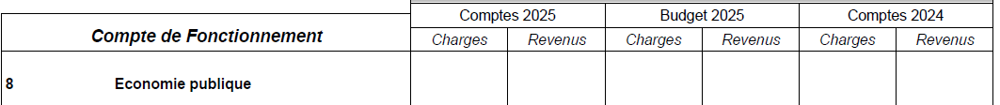 Comptes 2025 Budget 2025 Comptes 2024
Compte de Fonctionnement
Charges Revenus Charges Revenus Charges Revenus
8 Economie publique